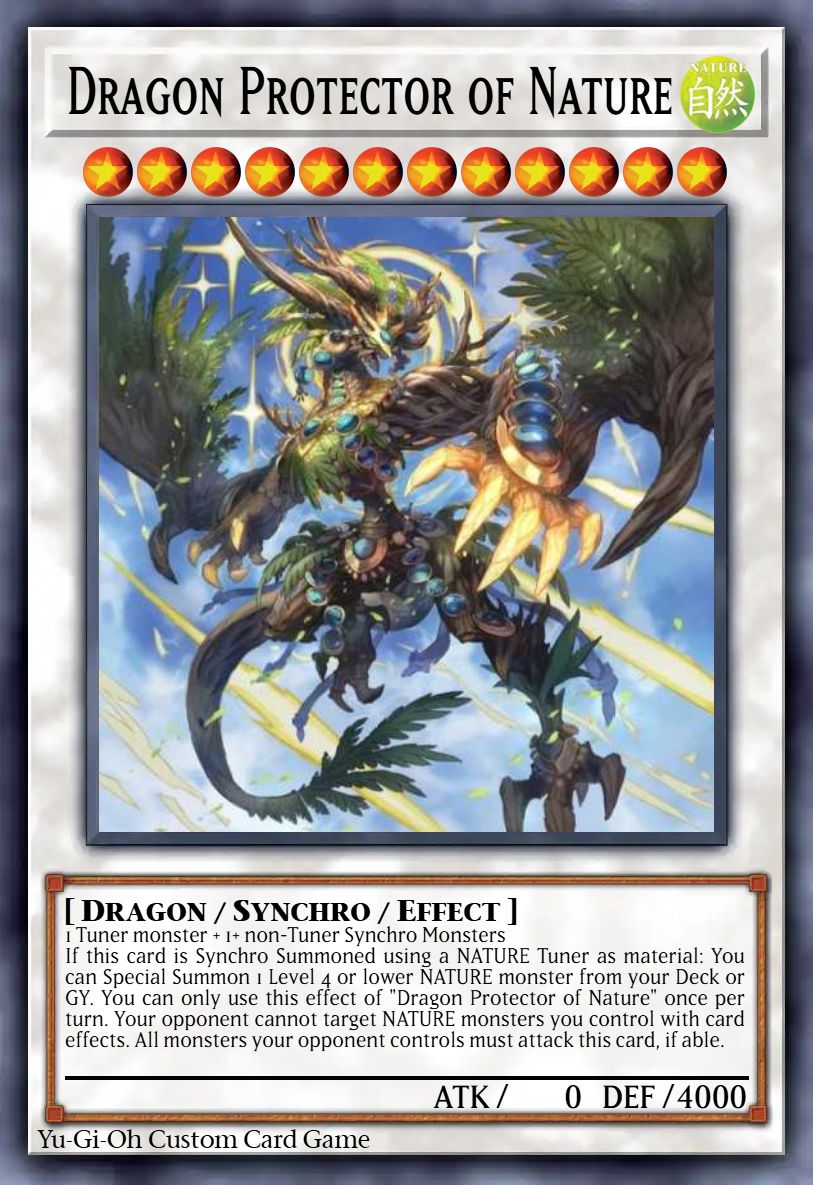 Dragon Protector of Nature
NATURE
自然
[ Dragon / Synchro / Effect ]
1 Tuner monster + 1+ non-Tuner Synchro Monsters
If this card is Synchro Summoned using a NATURE Tuner as material: You
can Special Summon 1 Level 4 or lower NATURE monster from your Deck or
GY. You can only use this effect of "Dragon Protector of Nature" once per
turn. Your opponent cannot target NATURE monsters you control with card
effects. All monsters your opponent controls must attack this card, if able.
ATK / 0 DEF / 4000
Yu-Gi-Oh Custom Card Game